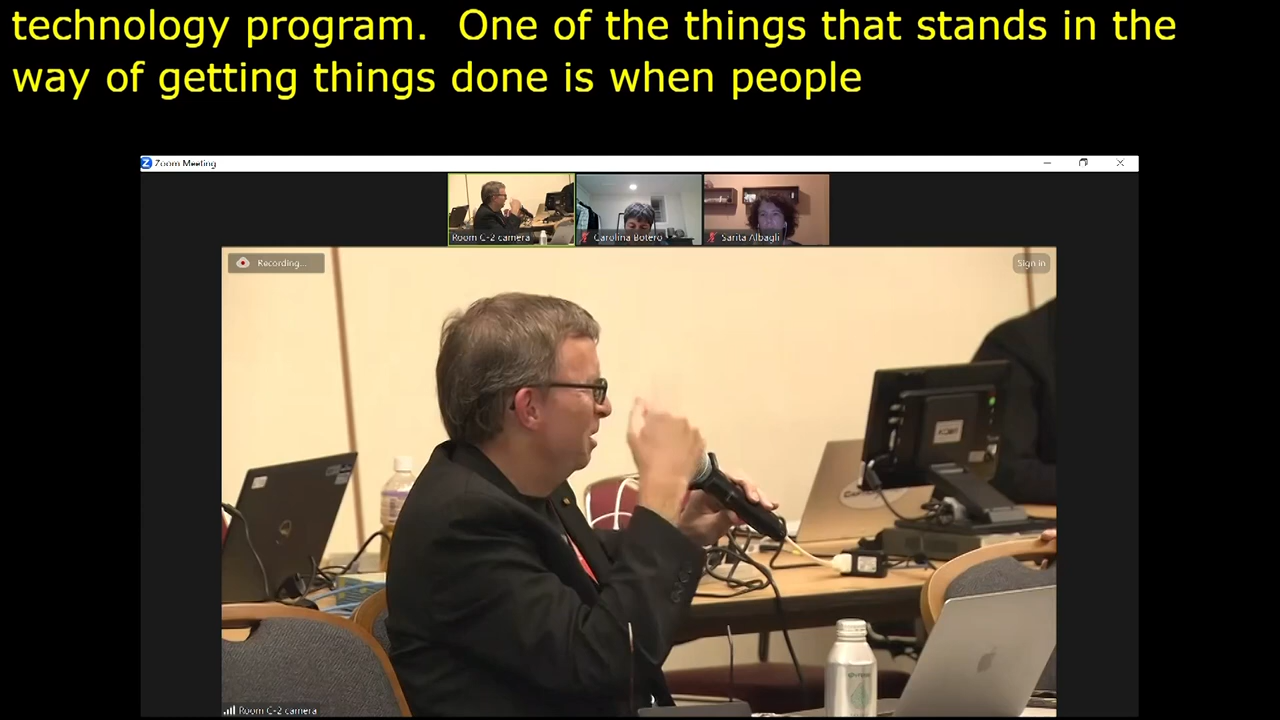 technology program.  One of the things that stands in the
way of getting things done is when people
Zoom Meeting
Room C-2 camera
Carolina Botero
Sarita Albagli
Recording...
Sign in
Room C-2 camera